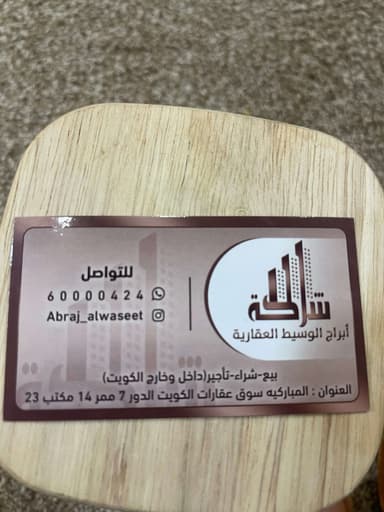 شركة
أبراج الوسيط العقارية
للتواصل
60000424
Abraj_alwaseet
بيع-شراء-تأجير(داخل وخارج الكويت)
العنوان : المباركيه سوق عقارات الكويت الدور 7 ممر 14 مكتب 23